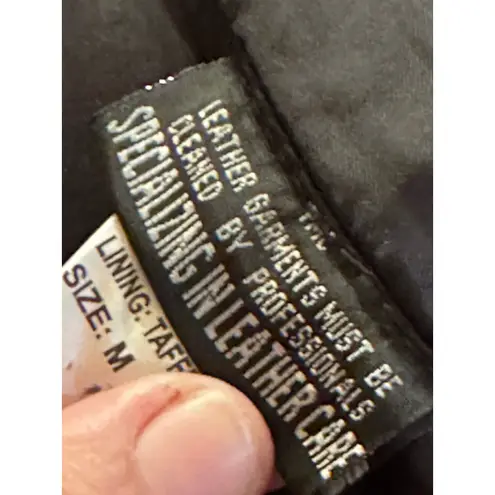 LEATHER GARMENTS MUST BE
CLEANED BY PROFESSIONALS
SPECIALIZING IN LEATHER CARE
LINING:
SIZE: M